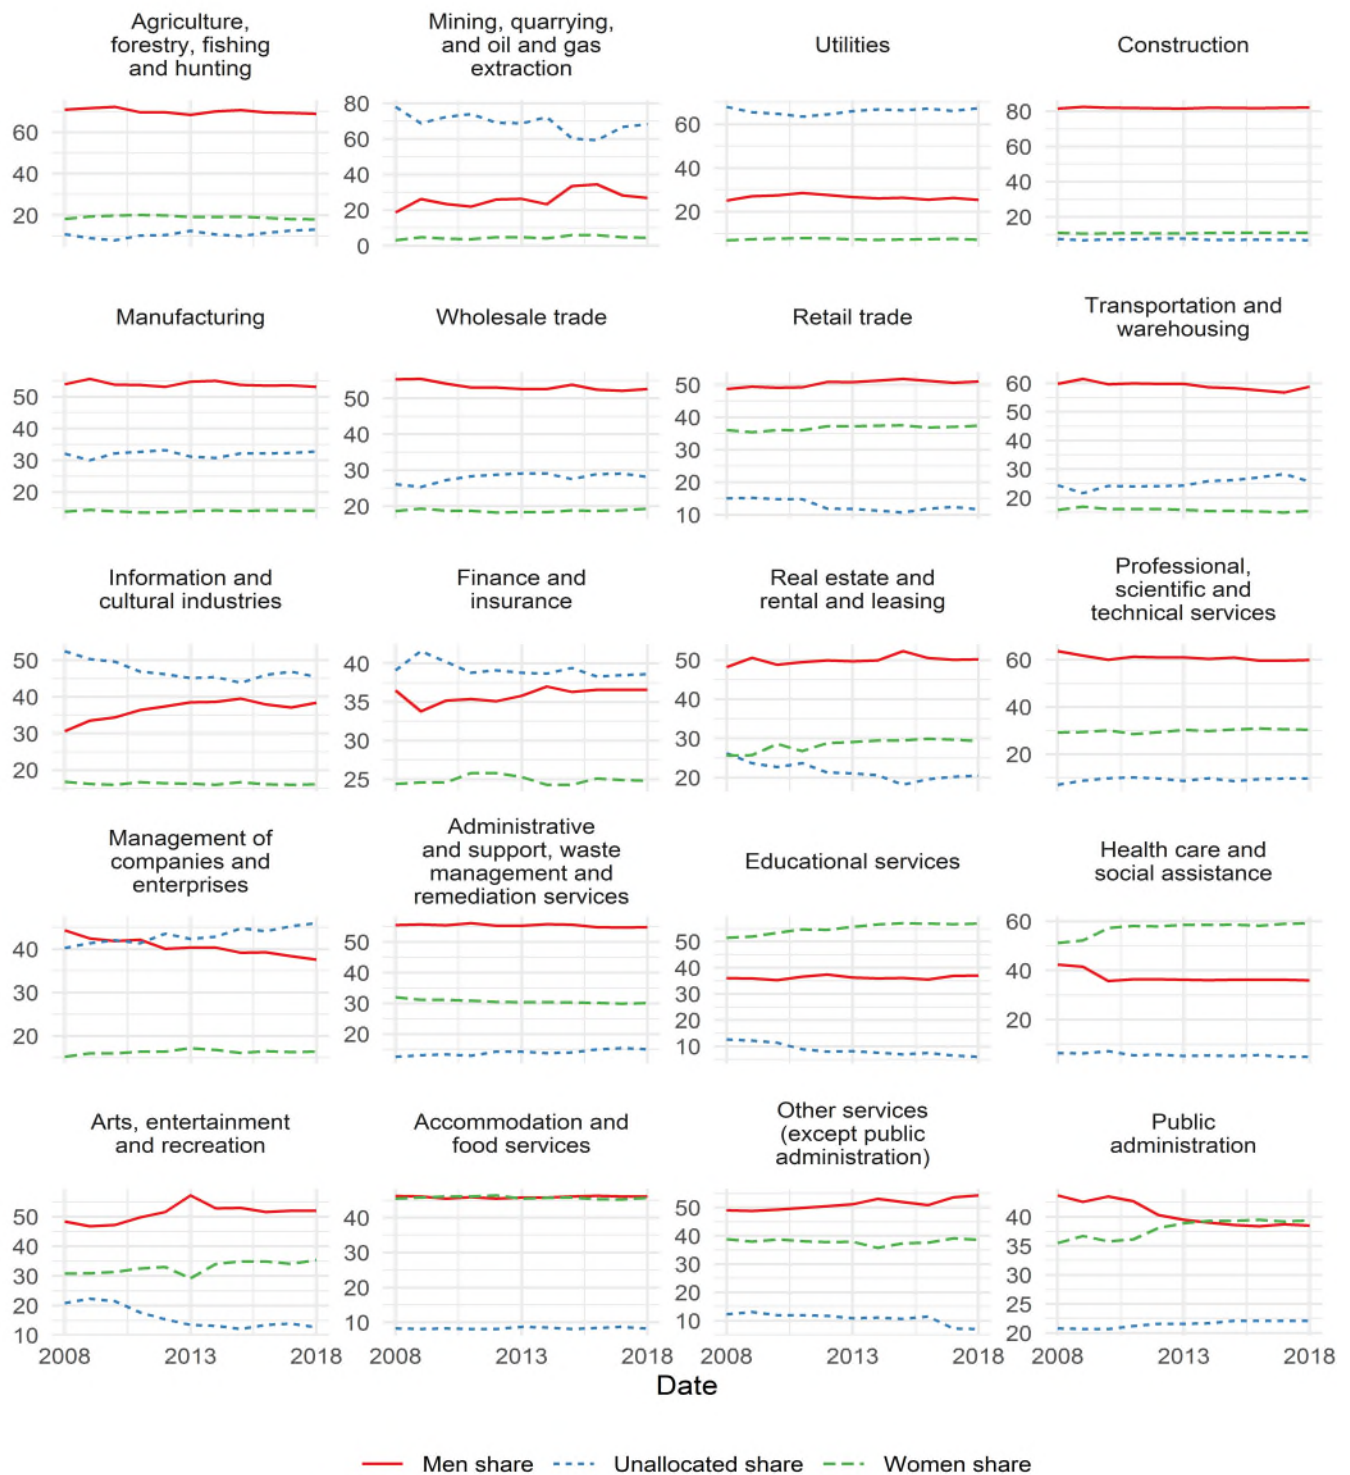 Agriculture,
forestry, fishing
and hunting
Mining, quarrying,
and oil and gas
extraction
Utilities
Construction
60
40
20
80
60
40
20
0
60
40
20
80
60
40
20
Manufacturing
Wholesale trade
Retail trade
Transportation and
warehousing
50
40
30
20
50
40
30
20
50
40
30
20
10
60
50
40
30
20
Information and
cultural industries
Finance and
insurance
Real estate and
rental and leasing
Professional,
scientific and
technical services
50
40
30
20
40
35
30
25
50
40
30
20
60
40
20
Management of
companies and
enterprises
Administrative
and support, waste
management and
remediation services
Educational services
Health care and
social assistance
40
30
20
50
40
30
20
50
40
30
20
10
60
40
20
Arts, entertainment
and recreation
Accommodation and
food services
Other services
(except public
administration)
Public
administration
50
40
30
20
10
40
30
20
10
50
40
30
20
10
40
35
30
25
20
2008 2013 2018
2008 2013 2018
2008 2013 2018
2008 2013 2018
Date
Men share Unallocated share Women share